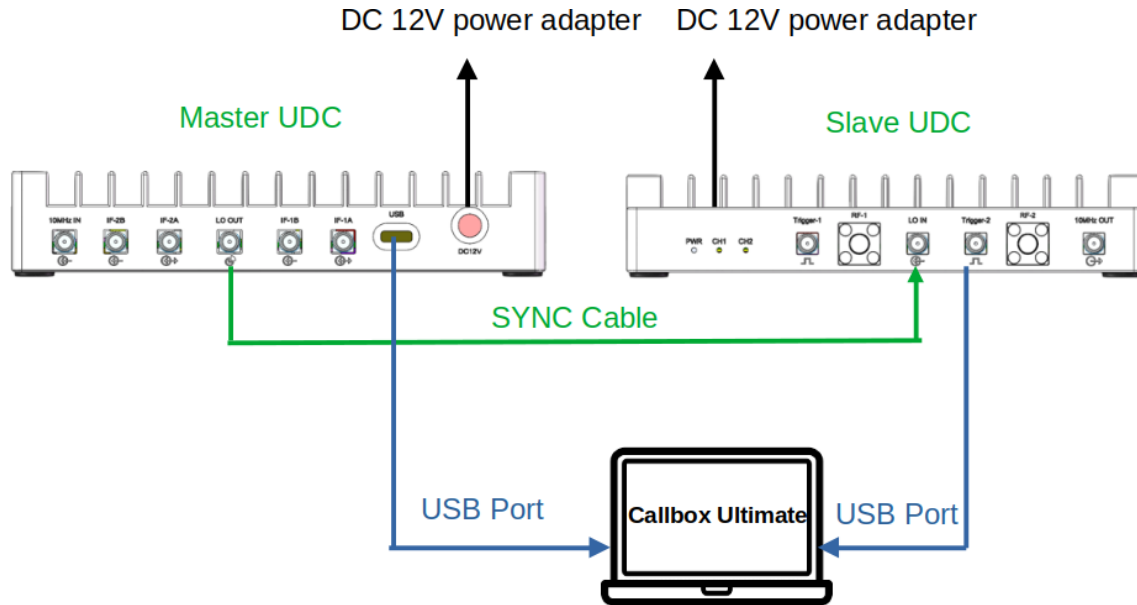 DC 12V power adapter
DC 12V power adapter
Master UDC
Slave UDC
10MHz IN
IF-2B
IF-2A
LO OUT
IF-1B
IF-1A
USB
DC12V
PWR
CH1
CH2
Trigger-1
RF-1
LO IN
Trigger-2
RF-2
10MHz OUT
SYNC Cable
USB Port
Callbox Ultimate
USB Port